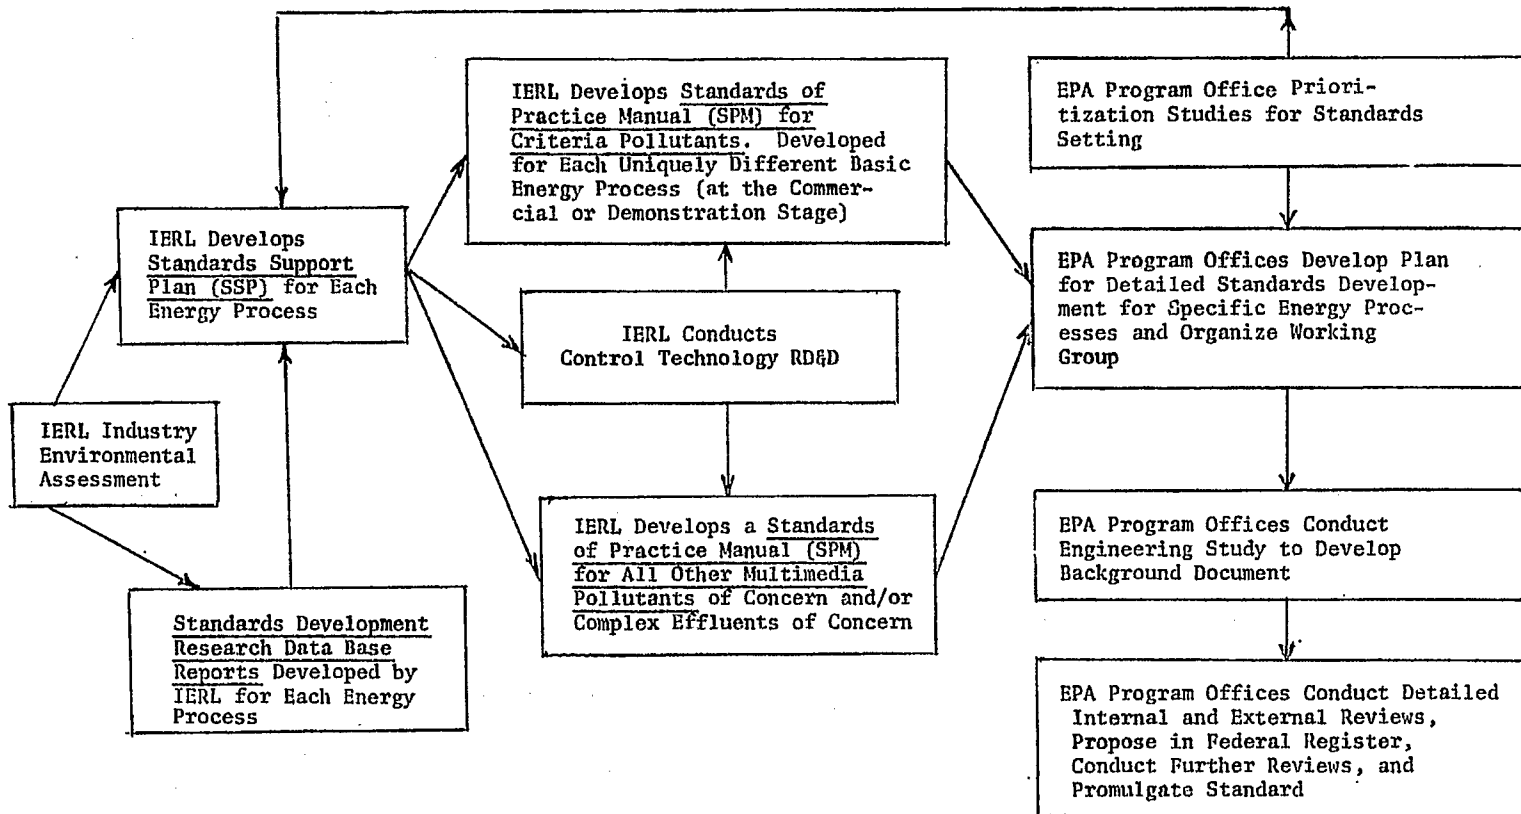 IERL Develops Standards of
Practice Manual (SPM) for
Criteria Pollutants. Developed
for Each Uniquely Different Basic
Energy Process (at the Commer-
cial or Demonstration Stage)
EPA Program Office Priori-
tization Studies for Standards
Setting
IERL Develops
Standards Support
Plan (SSP) for Each
Energy Process
EPA Program Offices Develop Plan
for Detailed Standards Develop-
ment for Specific Energy Proc-
esses and Organize Working
Group
IERL Conducts
Control Technology RD&D
IERL Industry
Environmental
Assessment
IERL Develops a Standards
of Practice Manual (SPM)
for All Other Multimedia
Pollutants of Concern and/or
Complex Effluents of Concern
EPA Program Offices Conduct
Engineering Study to Develop
Background Document
Standards Development
Research Data Base
Reports Developed by
IERL for Each Energy
Process
EPA Program Offices Conduct Detailed
Internal and External Reviews,
Propose in Federal Register,
Conduct Further Reviews, and
Promulgate Standard